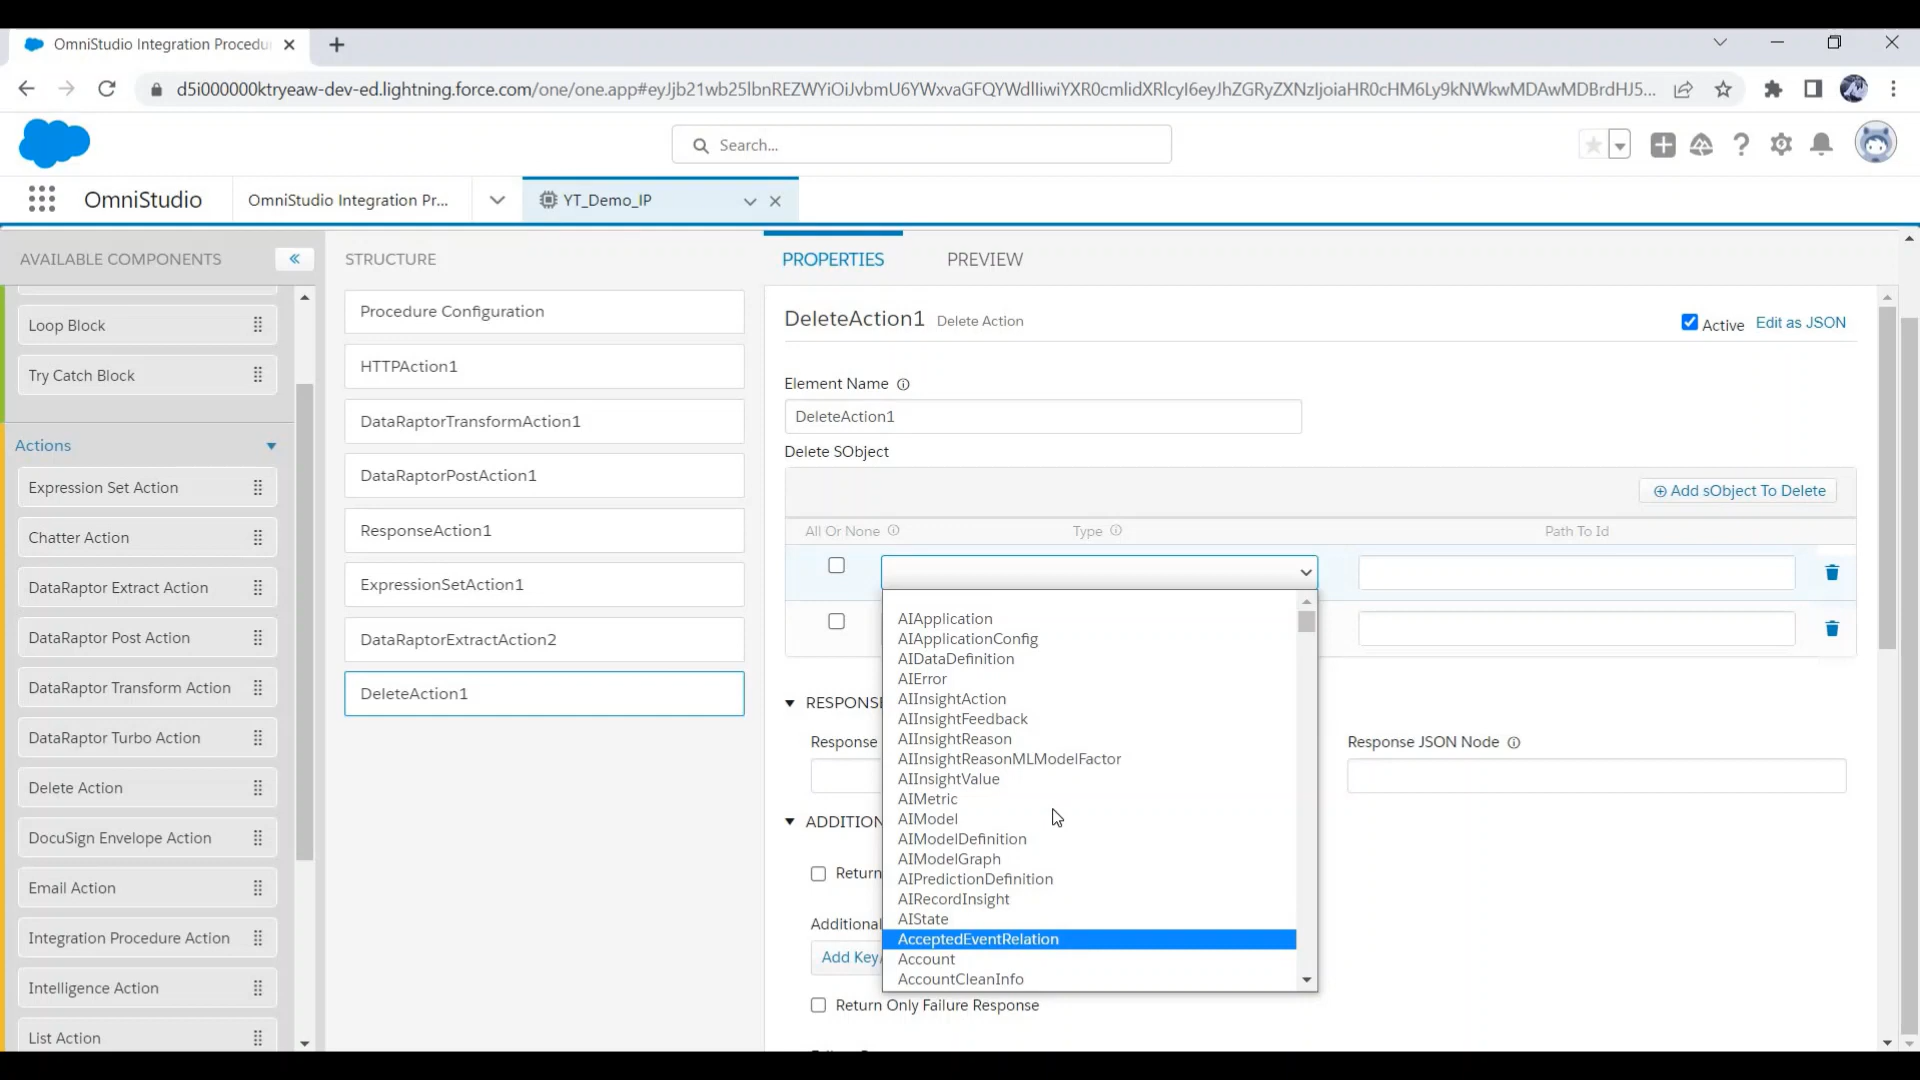 OmniStudio Integration Procedu
d5i000000ktryeaw-dev-ed.lightning.force.com/one/one.app#eyJjb21wb25lbnREZWYiOiJvbmU6YWxvaGFQYWdlIiwiYXR0cmlidXRlcyI6eyJhZGRyZXNzIjoiaHR0cHM6Ly9kNWkwMDAwMDBrdHJ5...
Search...
OmniStudio
OmniStudio Integration Pr...
YT_Demo_IP
AVAILABLE COMPONENTS
Loop Block
Try Catch Block
Actions
Expression Set Action
Chatter Action
DataRaptor Extract Action
DataRaptor Post Action
DataRaptor Transform Action
DataRaptor Turbo Action
Delete Action
DocuSign Envelope Action
Email Action
Integration Procedure Action
Intelligence Action
List Action
STRUCTURE
Procedure Configuration
HTTPAction1
DataRaptorTransformAction1
DataRaptorPostAction1
ResponseAction1
ExpressionSetAction1
DataRaptorExtractAction2
DeleteAction1
PROPERTIES
PREVIEW
DeleteAction1 Delete Action
Active Edit as JSON
Element Name
DeleteAction1
Delete SObject
Add sObject To Delete
All Or None
Type
Path To Id
AIApplication
AIApplicationConfig
AIDataDefinition
AIError
AIInsightAction
AIInsightFeedback
AIInsightReason
AIInsightReasonMLModelFactor
AIInsightValue
AIMetric
AIModel
AIModelDefinition
AIModelGraph
AIPredictionDefinition
AIRecordInsight
AIState
AcceptedEventRelation
Account
AccountCleanInfo
RESPONS
Response
Response JSON Node
ADDITION
Return
Additional
Add Key/
Return Only Failure Response